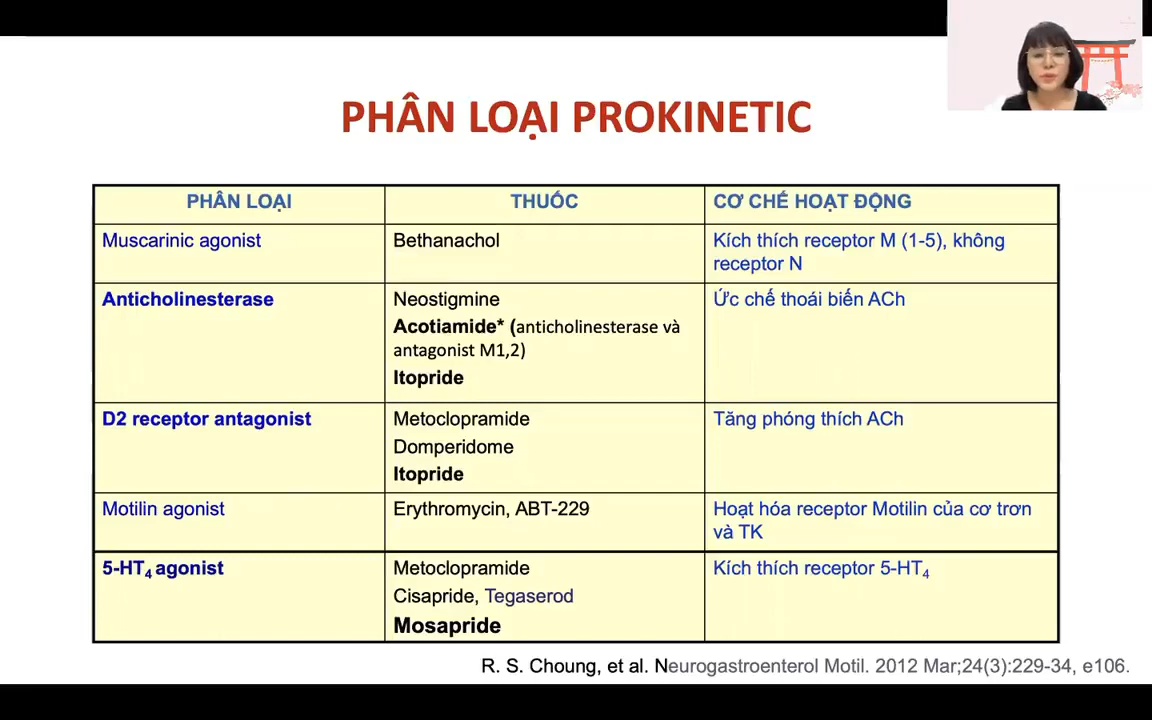 PHÂN LOẠI PROKINETIC
PHÂN LOẠI
THUỐC
CƠ CHẾ HOẠT ĐỘNG
Muscarinic agonist
Bethanachol
Kích thích receptor M (1-5), không
receptor N
Anticholinesterase
Neostigmine
Acotiamide* (anticholinesterase và
antagonist M1,2)
Itopride
Ức chế thoái biến ACh
D2 receptor antagonist
Metoclopramide
Domperidome
Itopride
Tăng phóng thích ACh
Motilin agonist
Erythromycin, ABT-229
Hoạt hóa receptor Motilin của cơ trơn
và TK
5-HT4 agonist
Metoclopramide
Cisapride, Tegaserod
Mosapride
Kích thích receptor 5-HT4
R. S. Choung, et al. Neurogastroenterol Motil. 2012 Mar;24(3):229-34, e106.